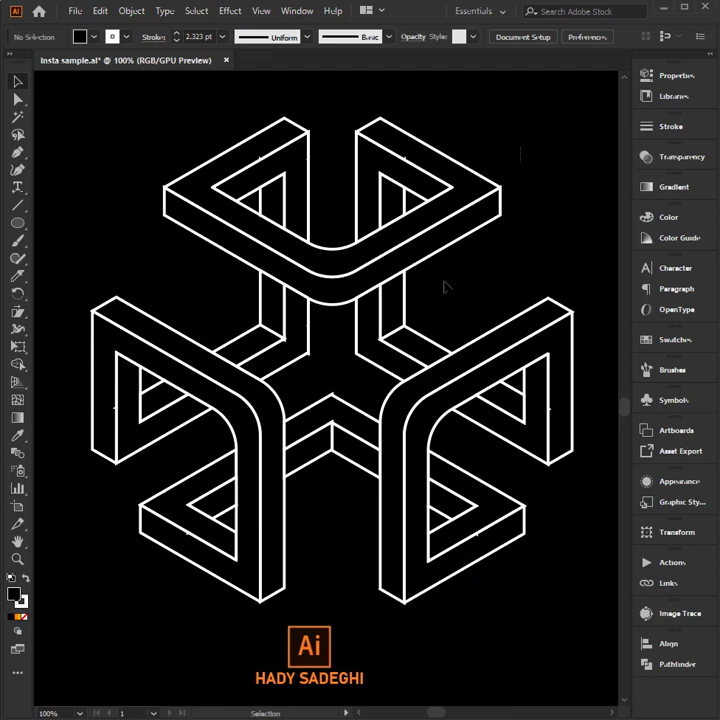 Ai File Edit Object Type Select Effect View Window Help Essentials Search Adobe Stock
No Selection Stroke: 2.323 pt Uniform Basic Opacity Style: Document Setup Preferences
Insta sample.ai* @ 100% (RGB/GPU Preview) ×
Properties
Libraries
Stroke
Transparency
Gradient
Color
Color Guide
Character
Paragraph
OpenType
Swatches
Brushes
Symbols
Artboards
Asset Export
Appearance
Graphic Sty...
Transform
Actions
Links
Image Trace
Align
Pathfinder
Ai
HADY SADEGHI
100% 1 Selection